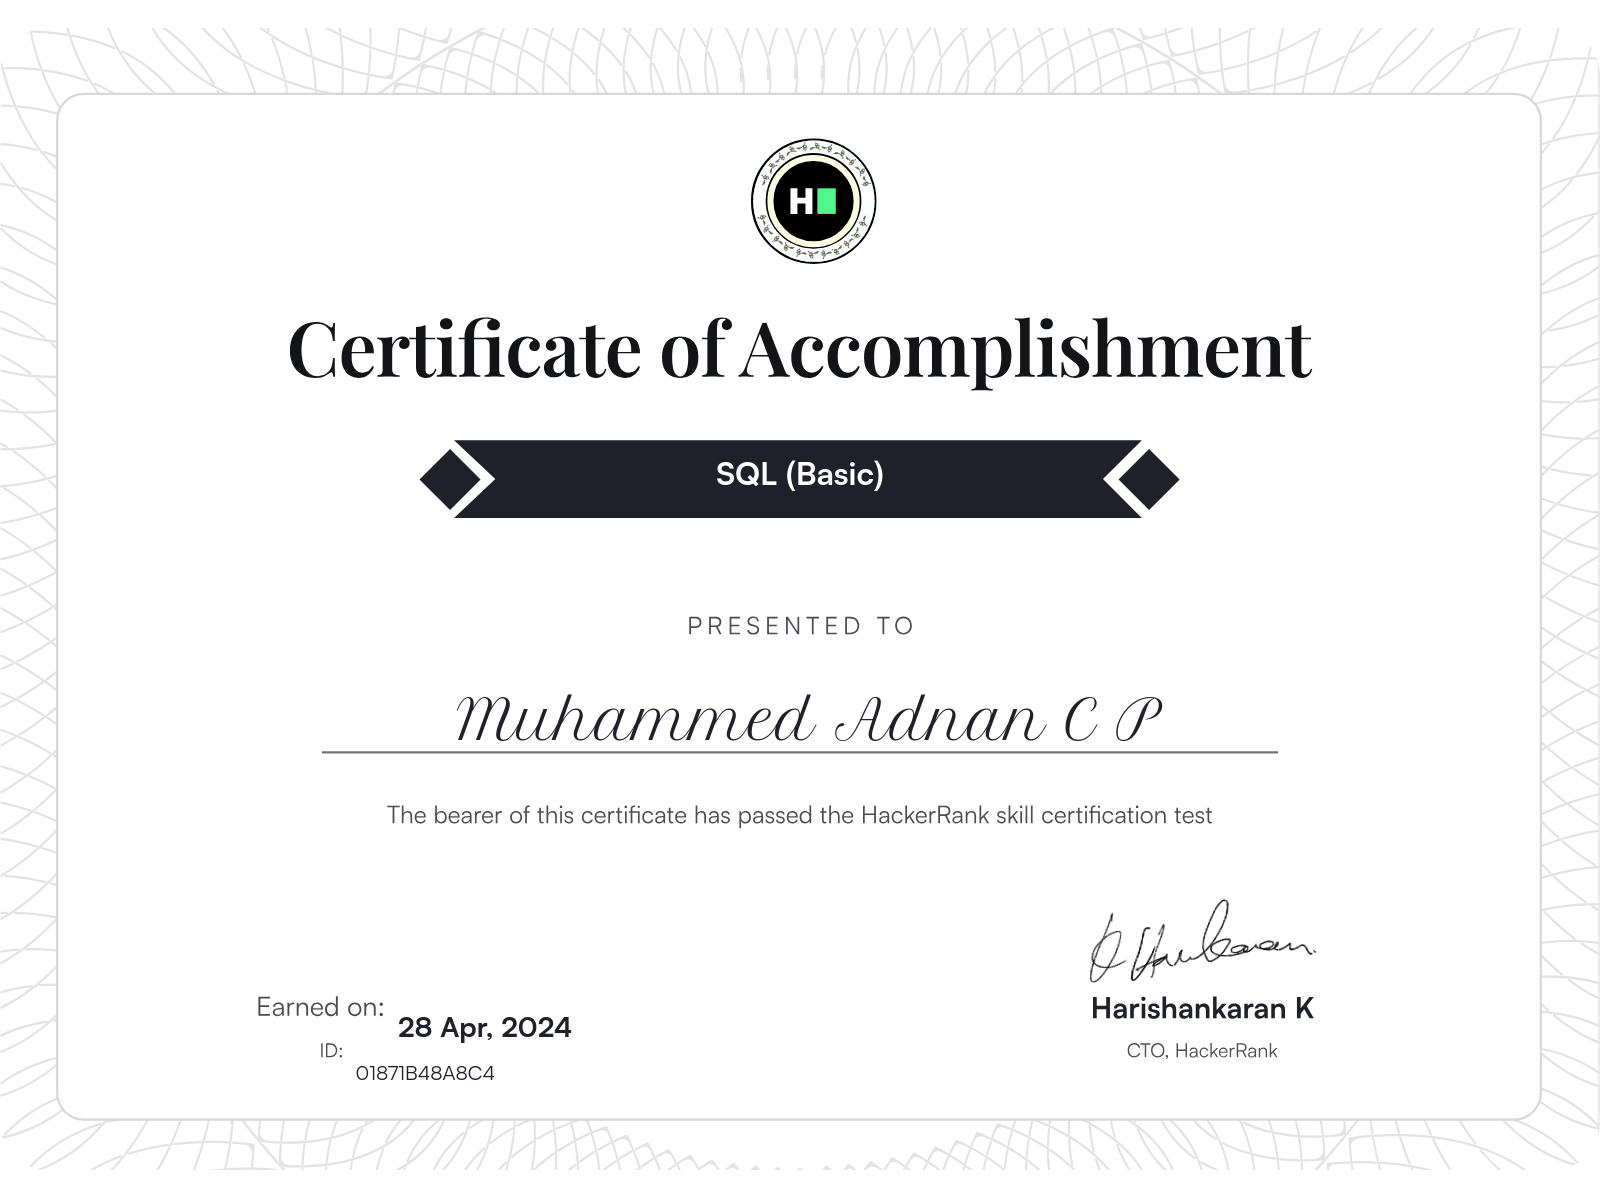 H
Certificate of Accomplishment
SQL (Basic)
PRESENTED TO
Muhammed Adnan C P
The bearer of this certificate has passed the HackerRank skill certification test
Earned on:
28 Apr, 2024
ID:
01871B48A8C4
Harishankaran K
CTO, HackerRank